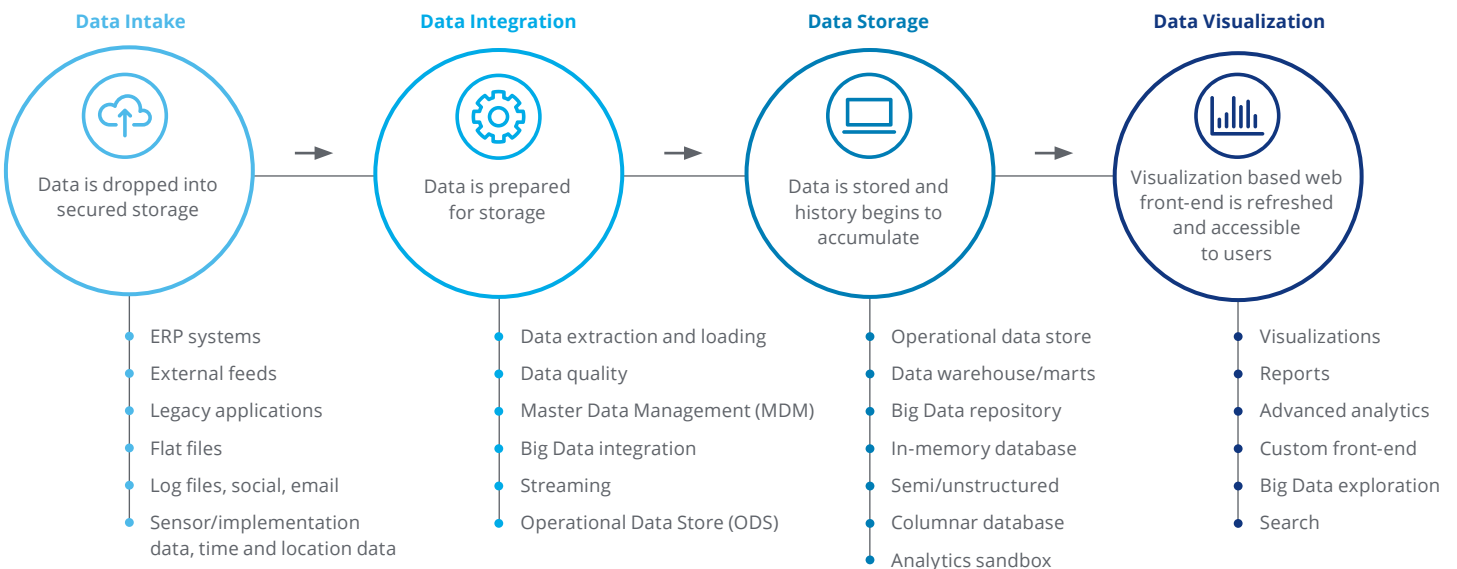 Data Intake
Data is dropped into
secured storage
ERP systems
External feeds
Legacy applications
Flat files
Log files, social, email
Sensor/implementation
data, time and location data
Data Integration
Data is prepared
for storage
Data extraction and loading
Data quality
Master Data Management (MDM)
Big Data integration
Streaming
Operational Data Store (ODS)
Data Storage
Data is stored and
history begins to
accumulate
Operational data store
Data warehouse/marts
Big Data repository
In-memory database
Semi/unstructured
Columnar database
Analytics sandbox
Data Visualization
Visualization based web
front-end is refreshed
and accessible
to users
Visualizations
Reports
Advanced analytics
Custom front-end
Big Data exploration
Search